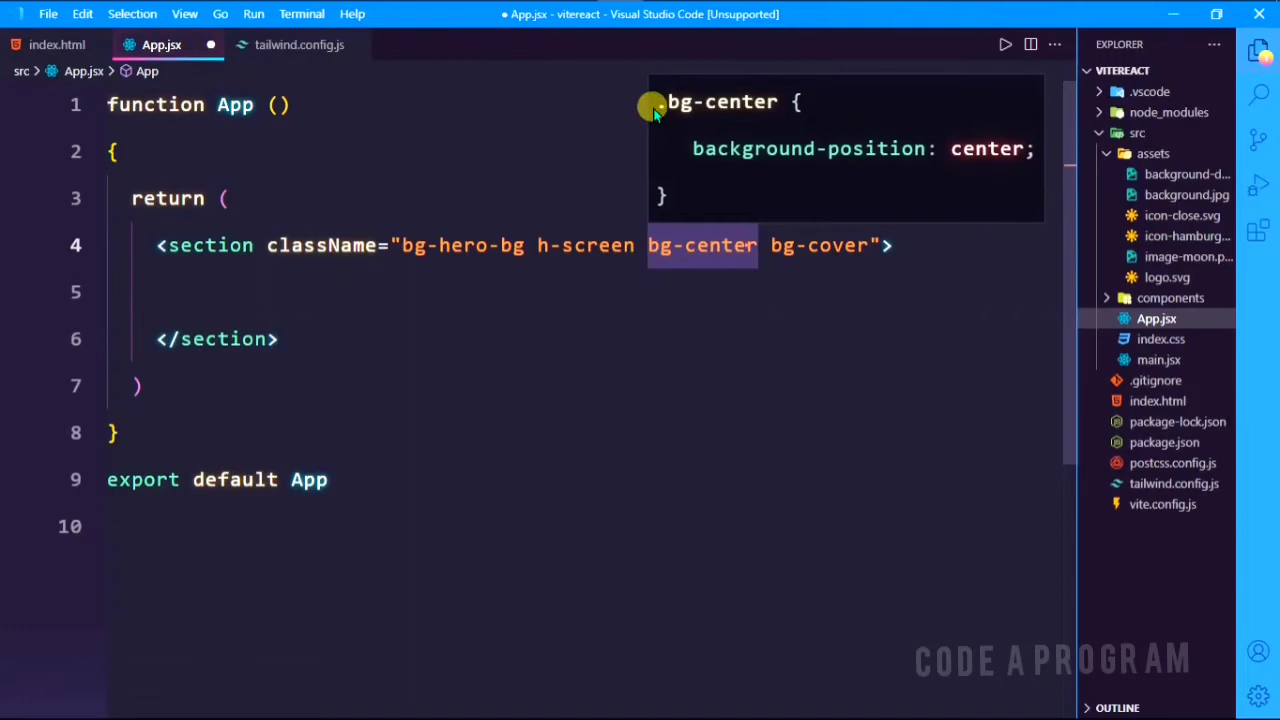 File Edit Selection View Go Run Terminal Help
● App.jsx - vitereact - Visual Studio Code [Unsupported]
index.html
App.jsx
tailwind.config.js
src > App.jsx > App
1 function App ()
2 {
3 return (
4 <section className="bg-hero-bg h-screen bg-center bg-cover">
5
6 </section>
7 )
8 }
9 export default App
10
.bg-center {
background-position: center;
}
EXPLORER
VITEREACT
.vscode
node_modules
src
assets
background-d...
background.jpg
icon-close.svg
icon-hamburg...
image-moon.p...
logo.svg
components
App.jsx
index.css
main.jsx
.gitignore
index.html
package-lock.json
package.json
postcss.config.js
tailwind.config.js
vite.config.js
OUTLINE
CODE A PROGRAM